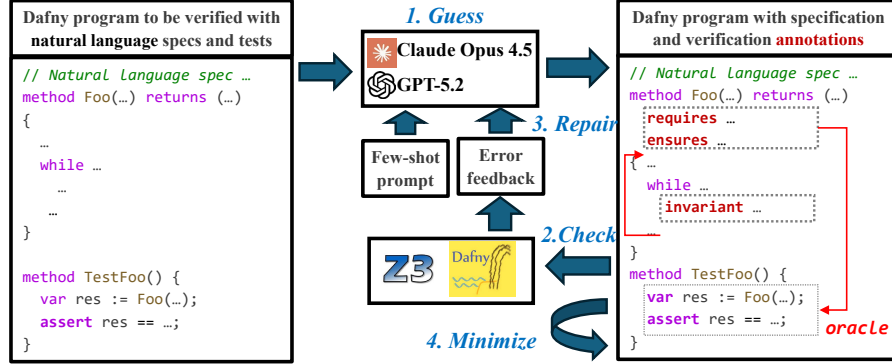 Dafny program to be verified with
natural language specs and tests
// Natural language spec …
method Foo(…) returns (…)
{
…
while …
…
…
}
method TestFoo() {
var res := Foo(…);
assert res == …;
}
1. Guess
Claude Opus 4.5
GPT-5.2
3. Repair
Few-shot
prompt
Error
feedback
2.Check
Z3
Dafny
4. Minimize
Dafny program with specification
and verification annotations
// Natural language spec …
method Foo(…) returns (…)
requires …
ensures …
{ …
while …
invariant …
…
}
method TestFoo() {
var res := Foo(…);
assert res == …;
}
oracle